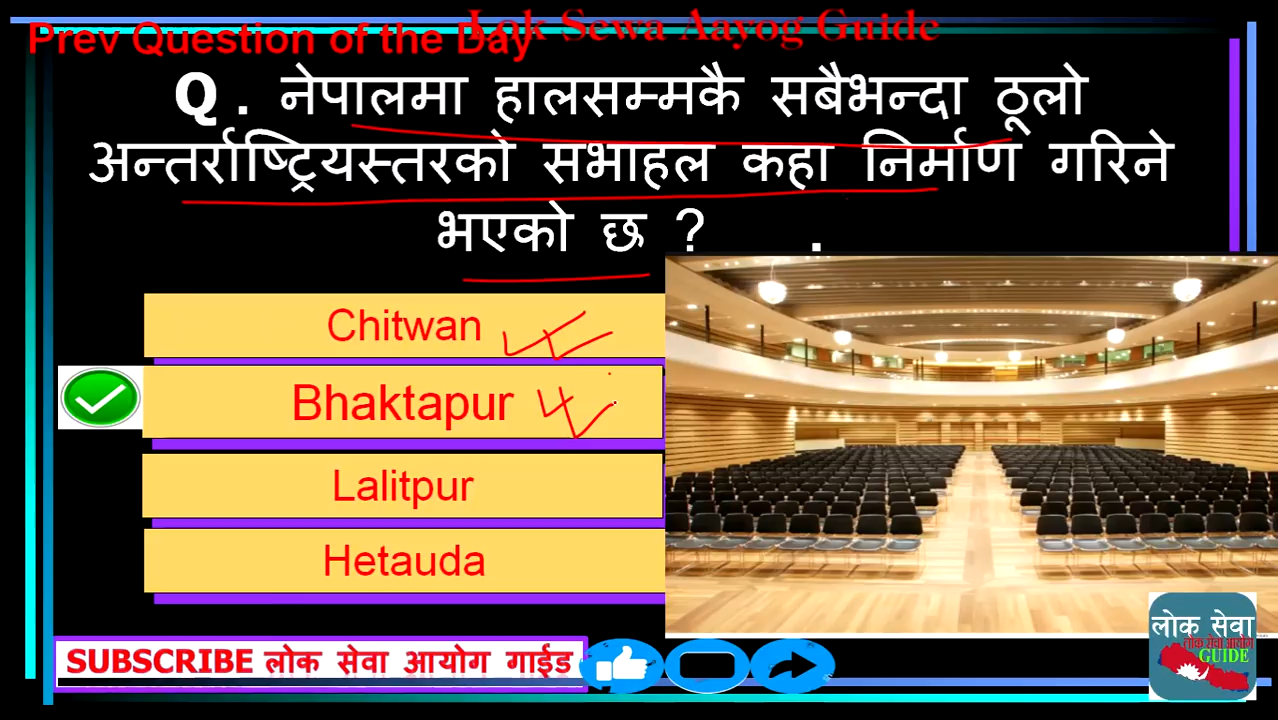 Prev Question of the Day
Lok Sewa Aayog Guide
Q . नेपालमा हालसम्मकै सबैभन्दा ठूलो
अन्तर्राष्ट्रियस्तरको सभाहल कहा निर्माण गरिने
भएको छ ? .
Chitwan
Bhaktapur
Lalitpur
Hetauda
SUBSCRIBE लोक सेवा आयोग गाईड
लोक सेवा
लोक सेवा आयोग
GUIDE